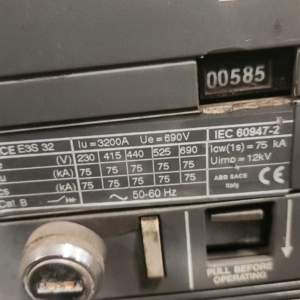 00585
CE E3S 32 Iu=3200A Ue=690V IEC 60947-2
(V) 230 415 440 525 690 Icw(1s)=75 kA
u (kA) 75 75 75 75 75 Uimp=12kV
cs (kA) 75 75 75 75 75 ABB SACE
Cat. B ~ 50-60 Hz Italy
PULL BEFORE
OPERATING